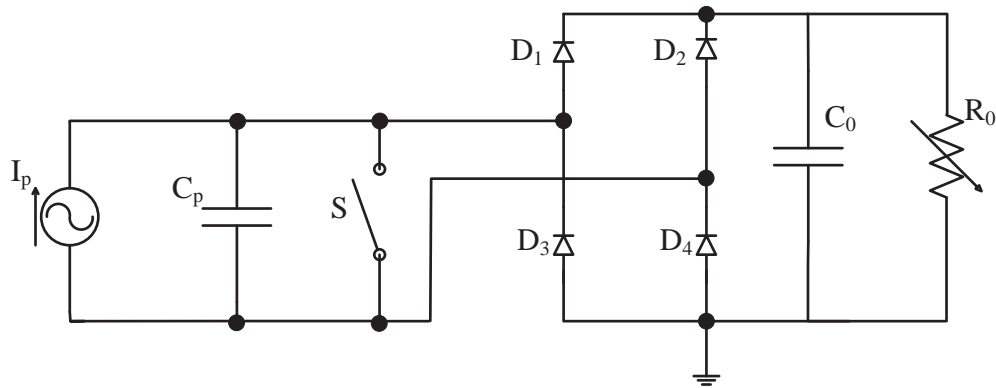 D₁
D₂
C₀
R₀
Iₚ
Cₚ
S
D₃
D₄